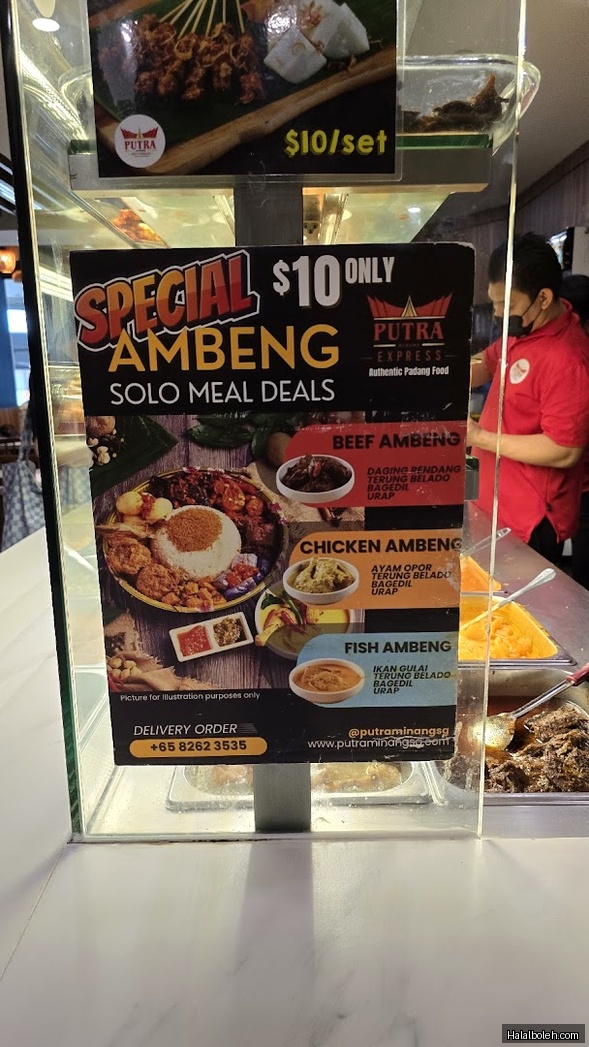 PUTRA
$10/set
SPECIAL
$10 ONLY
AMBENG
SOLO MEAL DEALS
PUTRA
MINANG
EXPRESS
Authentic Padang Food
BEEF AMBENG
DAGING RENDANG
TERUNG BELADO
BAGEDIL
URAP
CHICKEN AMBENG
AYAM OPOR
TERUNG BELADO
BAGEDIL
URAP
FISH AMBENG
IKAN GULAI
TERUNG BELADO
BAGEDIL
URAP
Picture for illustration purposes only
DELIVERY ORDER
+65 8262 3535
@putraminangsg
www.putraminangsg.com
Halalboleh.com